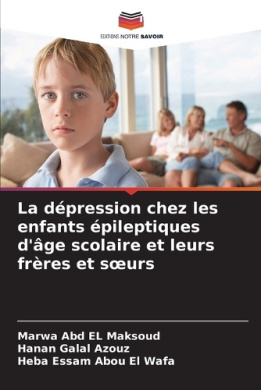 EDITIONS NOTRE SAVOIR
La dépression chez les
enfants épileptiques
d'âge scolaire et leurs
frères et sœurs
Marwa Abd EL Maksoud
Hanan Galal Azouz
Heba Essam Abou El Wafa